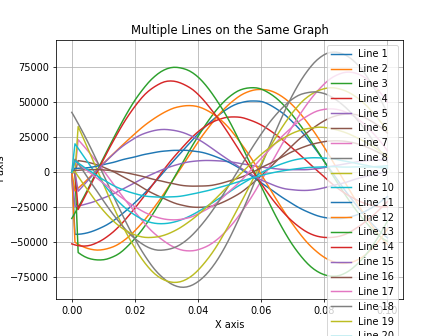 Multiple Lines on the Same Graph
75000
50000
25000
0
−25000
−50000
−75000
0.00
0.02
0.04
0.06
X axis
Line 1
Line 2
Line 3
Line 4
Line 5
Line 6
Line 7
Line 8
Line 9
Line 10
Line 11
Line 12
Line 13
Line 14
Line 15
Line 16
Line 17
Line 18
Line 19
Line 20